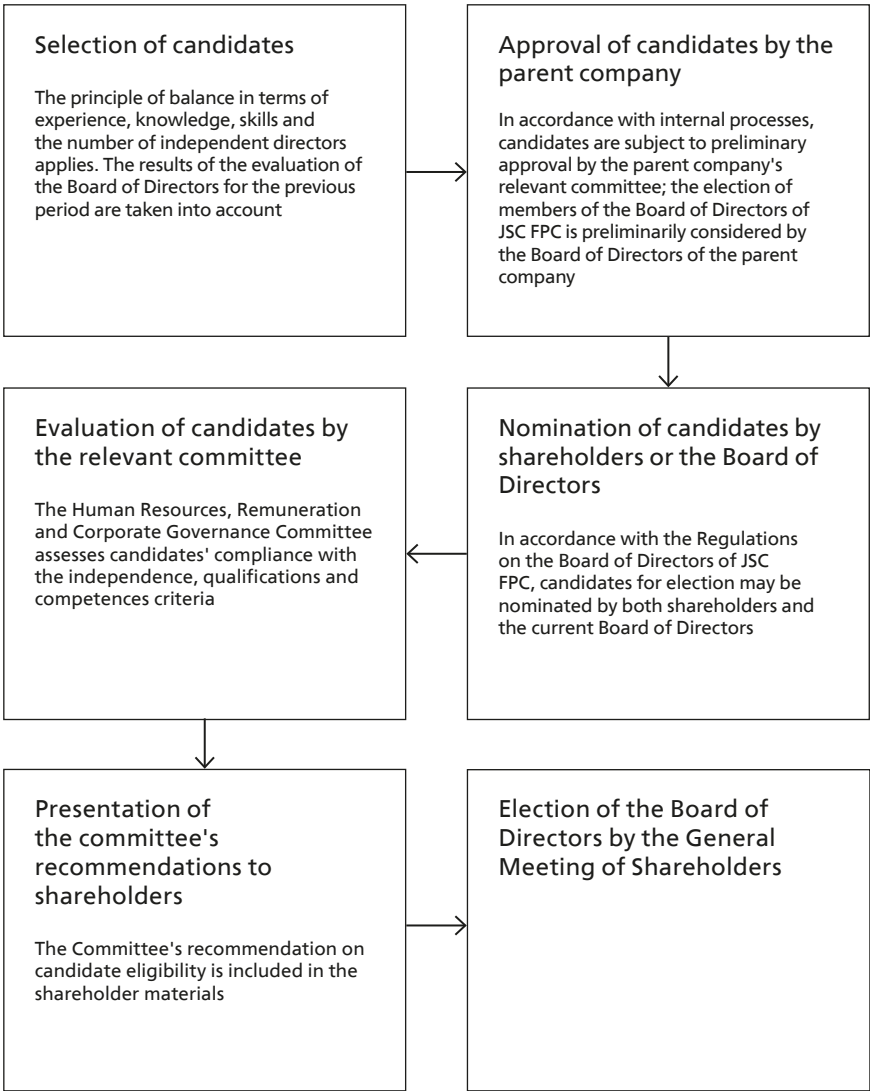 Selection of candidates
The principle of balance in terms of
experience, knowledge, skills and
the number of independent directors
applies. The results of the evaluation of
the Board of Directors for the previous
period are taken into account
Approval of candidates by the
parent company
In accordance with internal processes,
candidates are subject to preliminary
approval by the parent company's
relevant committee; the election of
members of the Board of Directors of
JSC FPC is preliminarily considered by
the Board of Directors of the parent
company
Nomination of candidates by
shareholders or the Board of
Directors
In accordance with the Regulations
on the Board of Directors of JSC
FPC, candidates for election may be
nominated by both shareholders and
the current Board of Directors
Evaluation of candidates by
the relevant committee
The Human Resources, Remuneration
and Corporate Governance Committee
assesses candidates' compliance with
the independence, qualifications and
competences criteria
Presentation of
the committee's
recommendations to
shareholders
The Committee's recommendation on
candidate eligibility is included in the
shareholder materials
Election of the Board of
Directors by the General
Meeting of Shareholders